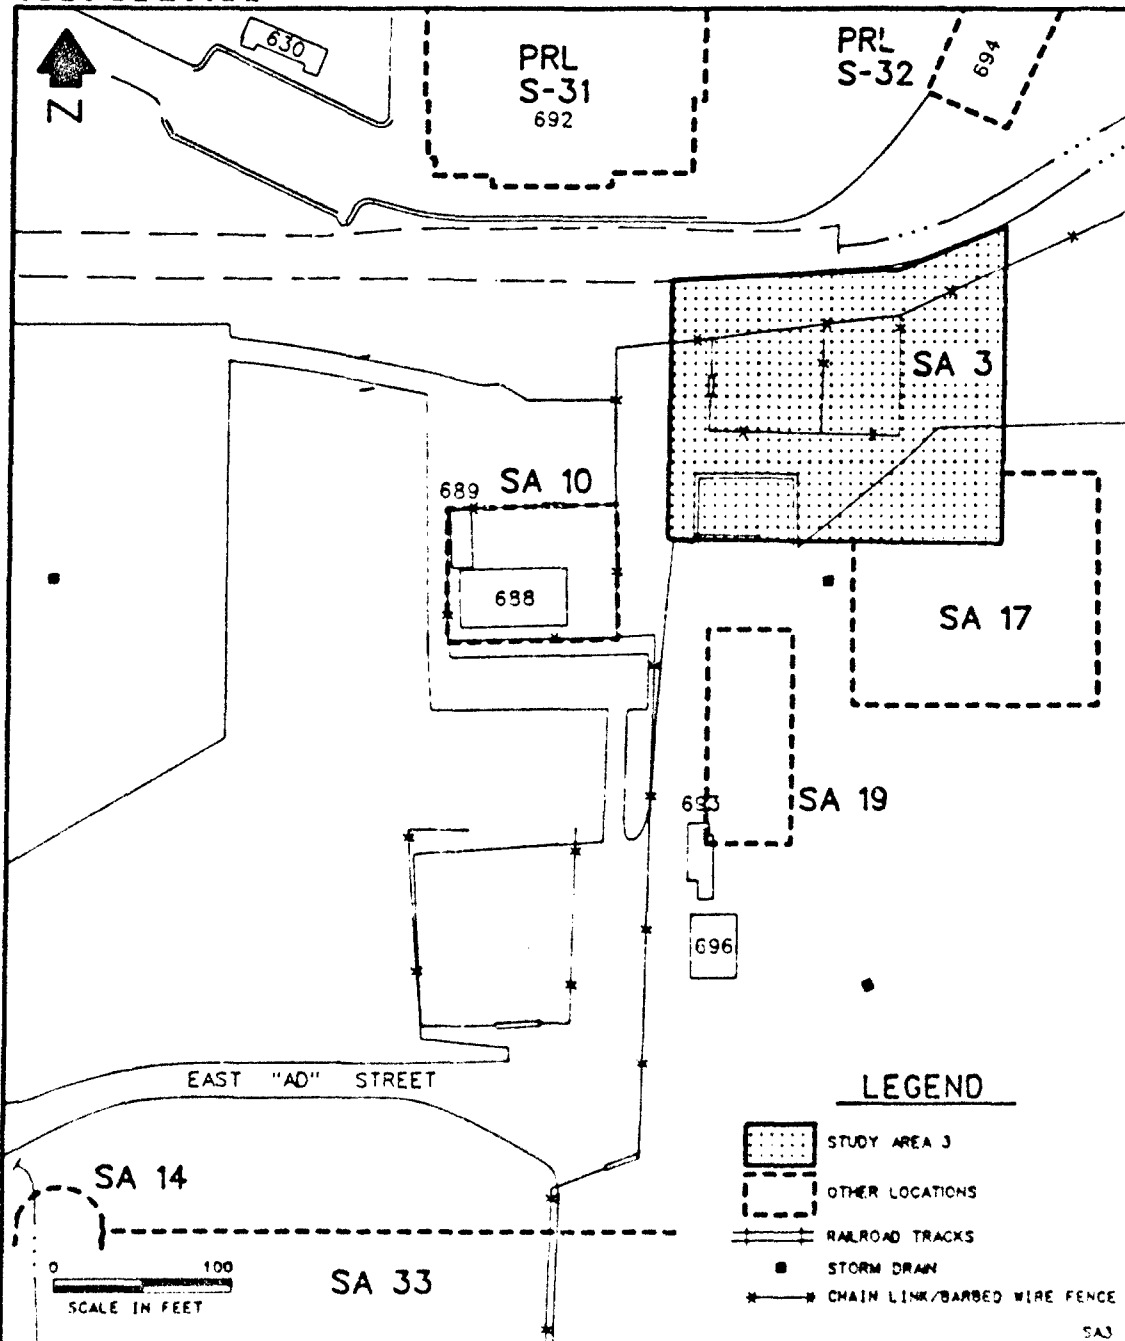 630
PRL
S-31
692
PRL
S-32
694
N
SA 3
689
SA 10
688
SA 17
SA 19
693
696
EAST "AD" STREET
LEGEND
STUDY AREA 3
OTHER LOCATIONS
RAILROAD TRACKS
STORM DRAIN
CHAIN LINK/BARBED WIRE FENCE
SA 14
0 100
SCALE IN FEET
SA 33
SA3